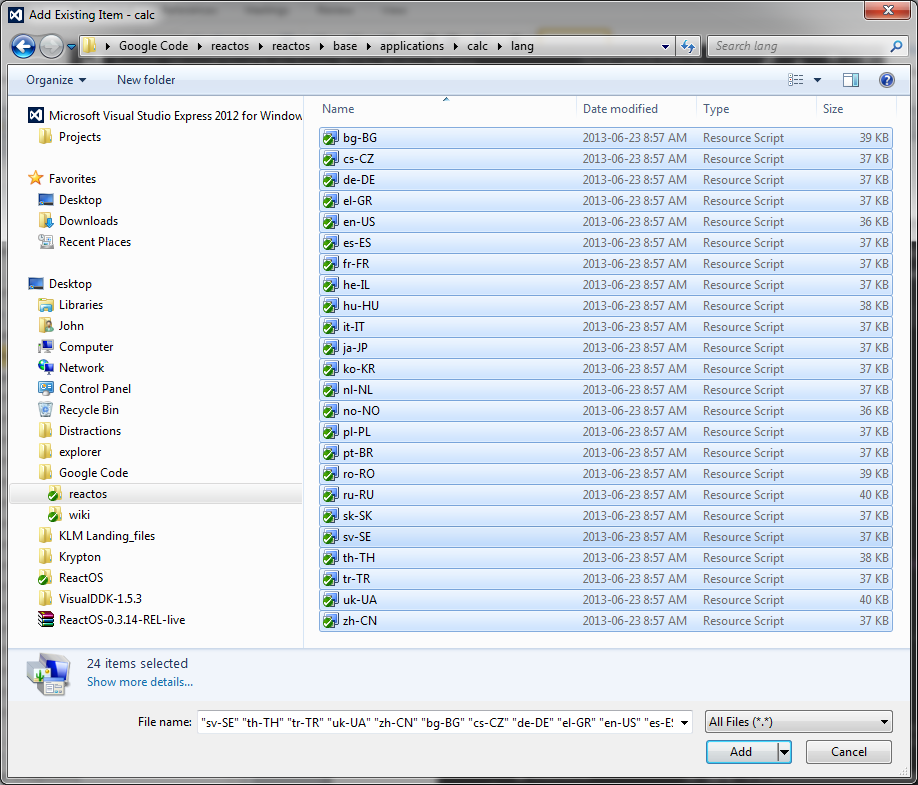 Add Existing Item - calc
Google Code reactos reactos base applications calc lang
Search lang
Organize New folder
Name Date modified Type Size
Microsoft Visual Studio Express 2012 for Window
Projects
Favorites
Desktop
Downloads
Recent Places
Desktop
Libraries
John
Computer
Network
Control Panel
Recycle Bin
Distractions
explorer
Google Code
reactos
wiki
KLM Landing_files
Krypton
ReactOS
VisualDDK-1.5.3
ReactOS-0.3.14-REL-live
bg-BG 2013-06-23 8:57 AM Resource Script 39 KB
cs-CZ 2013-06-23 8:57 AM Resource Script 37 KB
de-DE 2013-06-23 8:57 AM Resource Script 37 KB
el-GR 2013-06-23 8:57 AM Resource Script 37 KB
en-US 2013-06-23 8:57 AM Resource Script 36 KB
es-ES 2013-06-23 8:57 AM Resource Script 37 KB
fr-FR 2013-06-23 8:57 AM Resource Script 37 KB
he-IL 2013-06-23 8:57 AM Resource Script 37 KB
hu-HU 2013-06-23 8:57 AM Resource Script 38 KB
it-IT 2013-06-23 8:57 AM Resource Script 37 KB
ja-JP 2013-06-23 8:57 AM Resource Script 37 KB
ko-KR 2013-06-23 8:57 AM Resource Script 37 KB
nl-NL 2013-06-23 8:57 AM Resource Script 37 KB
no-NO 2013-06-23 8:57 AM Resource Script 36 KB
pl-PL 2013-06-23 8:57 AM Resource Script 37 KB
pt-BR 2013-06-23 8:57 AM Resource Script 37 KB
ro-RO 2013-06-23 8:57 AM Resource Script 39 KB
ru-RU 2013-06-23 8:57 AM Resource Script 40 KB
sk-SK 2013-06-23 8:57 AM Resource Script 37 KB
sv-SE 2013-06-23 8:57 AM Resource Script 37 KB
th-TH 2013-06-23 8:57 AM Resource Script 38 KB
tr-TR 2013-06-23 8:57 AM Resource Script 37 KB
uk-UA 2013-06-23 8:57 AM Resource Script 40 KB
zh-CN 2013-06-23 8:57 AM Resource Script 37 KB
24 items selected
Show more details...
File name: "sv-SE" "th-TH" "tr-TR" "uk-UA" "zh-CN" "bg-BG" "cs-CZ" "de-DE" "el-GR" "en-US" "es-ES
All Files (*.*)
Add Cancel